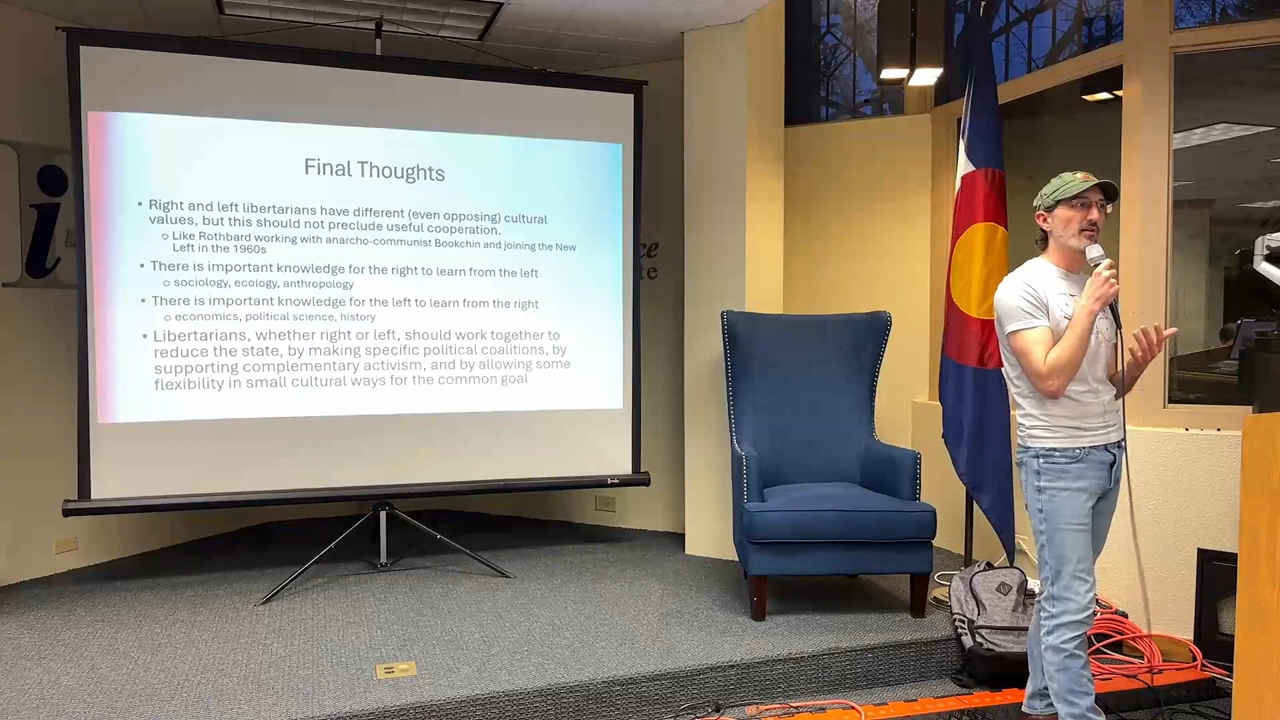 Final Thoughts
• Right and left libertarians have different (even opposing) cultural
values, but this should not preclude useful cooperation.
o Like Rothbard working with anarcho-communist Bookchin and joining the New
Left in the 1960s
• There is important knowledge for the right to learn from the left
o sociology, ecology, anthropology
• There is important knowledge for the left to learn from the right
o economics, political science, history
• Libertarians, whether right or left, should work together to
reduce the state, by making specific political coalitions, by
supporting complementary activism, and by allowing some
flexibility in small cultural ways for the common goal